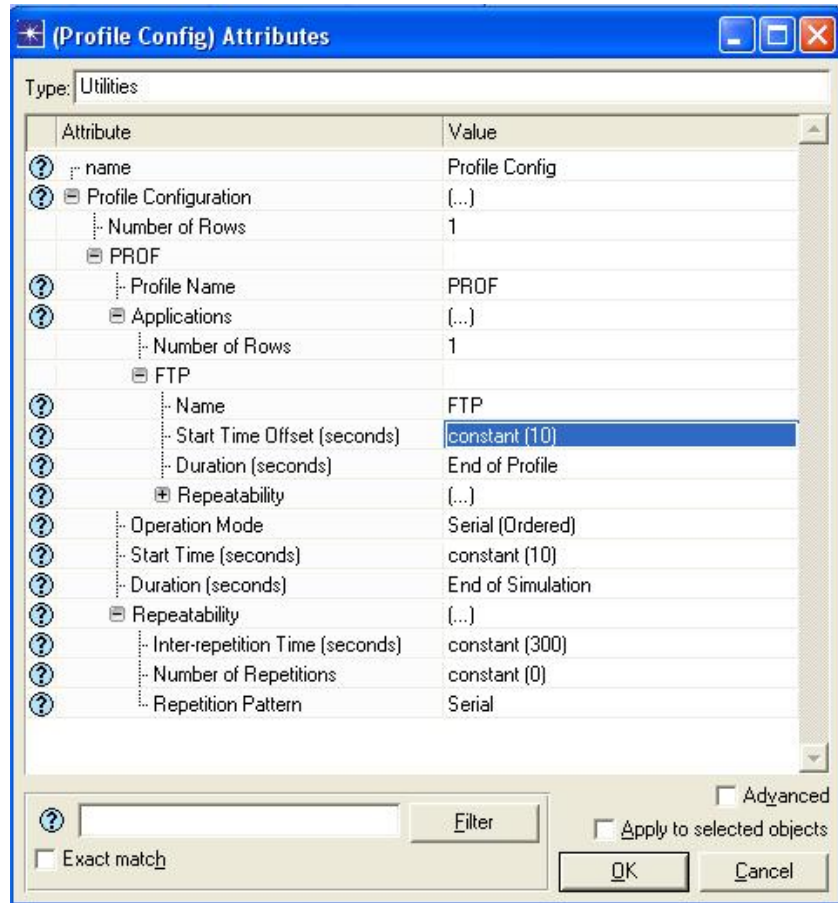 (Profile Config) Attributes
Type: Utilities
Attribute Value
name Profile Config
Profile Configuration (...)
Number of Rows 1
PROF
Profile Name PROF
Applications (...)
Number of Rows 1
FTP
Name FTP
Start Time Offset (seconds) constant (10)
Duration (seconds) End of Profile
Repeatability (...)
Operation Mode Serial (Ordered)
Start Time (seconds) constant (10)
Duration (seconds) End of Simulation
Repeatability (...)
Inter-repetition Time (seconds) constant (300)
Number of Repetitions constant (0)
Repetition Pattern Serial
Advanced
Filter Apply to selected objects
Exact match
OK Cancel